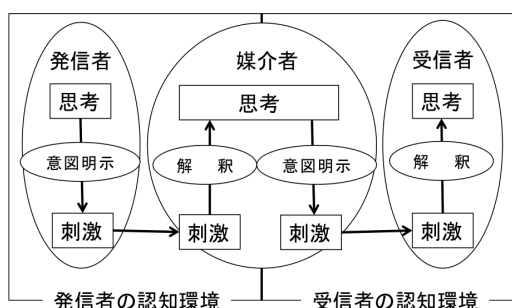 発信者
媒介者
受信者
思考
思考
思考
意図明示
解 釈
意図明示
解 釈
刺激
刺激
刺激
刺激
発信者の認知環境
受信者の認知環境